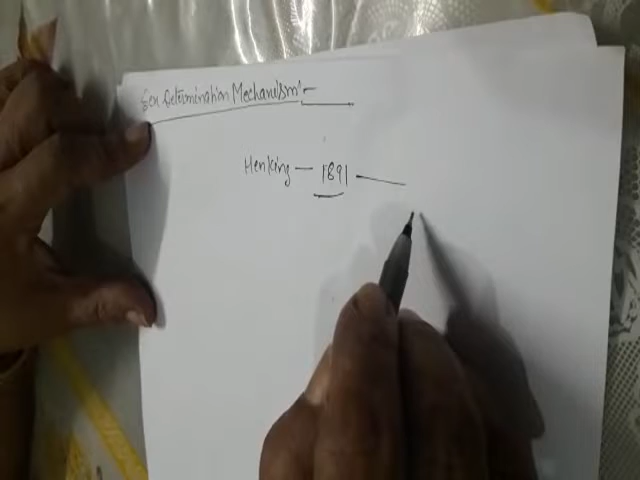 Sex Determination Mechanism:-
Henking — 1891 —